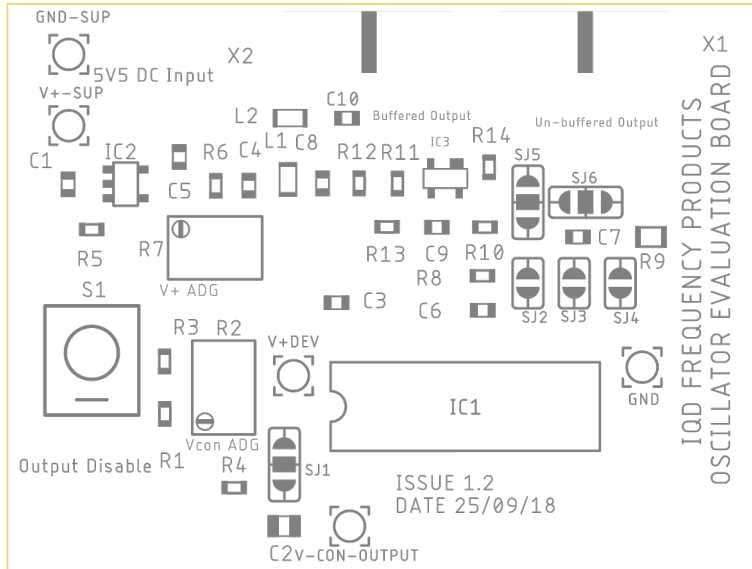 GND-SUP
X2
X1
5V5 DC Input
V+-SUP
L2
C10
Buffered Output
Un-buffered Output
C1
IC2
R6
C4
L1
C8
IC3
R14
R12
R11
SJ5
SJ6
C5
R5
R7
R13
C9
R10
C7
R9
V+ ADG
R8
S1
C3
C6
SJ2
SJ3
SJ4
R3
R2
V+DEV
IC1
GND
Vcon ADG
Output Disable
R1
R4
SJ1
ISSUE 1.2
DATE 25/09/18
C2
V-CON-OUTPUT
IQD FREQUENCY PRODUCTS
OSCILLATOR EVALUATION BOARD